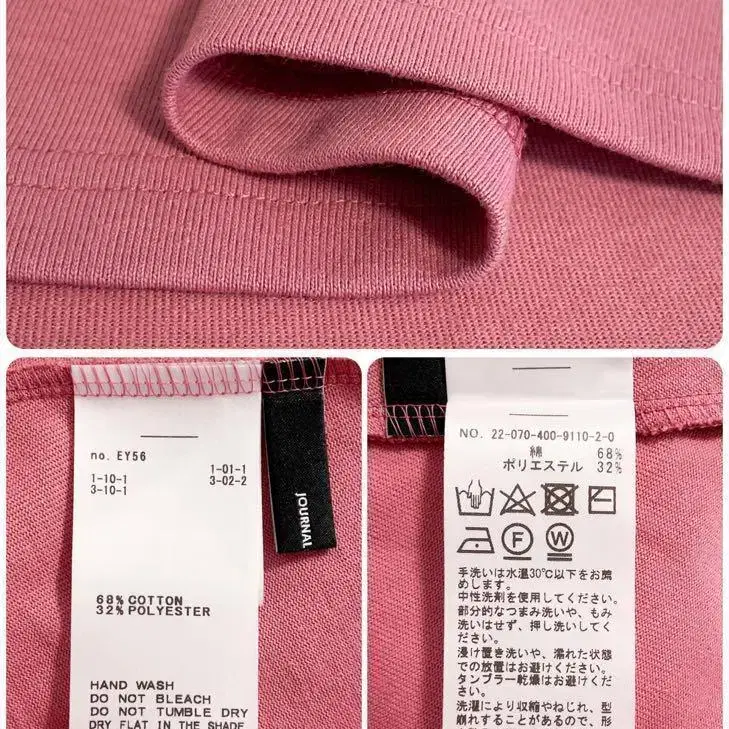 no. EY56
1-10-1 1-01-1
3-10-1 3-02-2
JOURNAL
68% COTTON
32% POLYESTER
HAND WASH
DO NOT BLEACH
DO NOT TUMBLE DRY
DRY FLAT IN THE SHADE
NO. 22-070-400-9110-2-0
綿 68%
ポリエステル 32%
F W
手洗いは水温30℃以下をお薦
めします。
中性洗剤を使用してください。
部分的なつまみ洗いや、もみ
洗いはせず、押し洗いしてく
ださい。
浸け置き洗いや、濡れた状態
での放置はお避けください。
タンブラー乾燥はお避けくだ
さい。
洗濯により収縮やねじれ、型
崩れすることがあるので、形